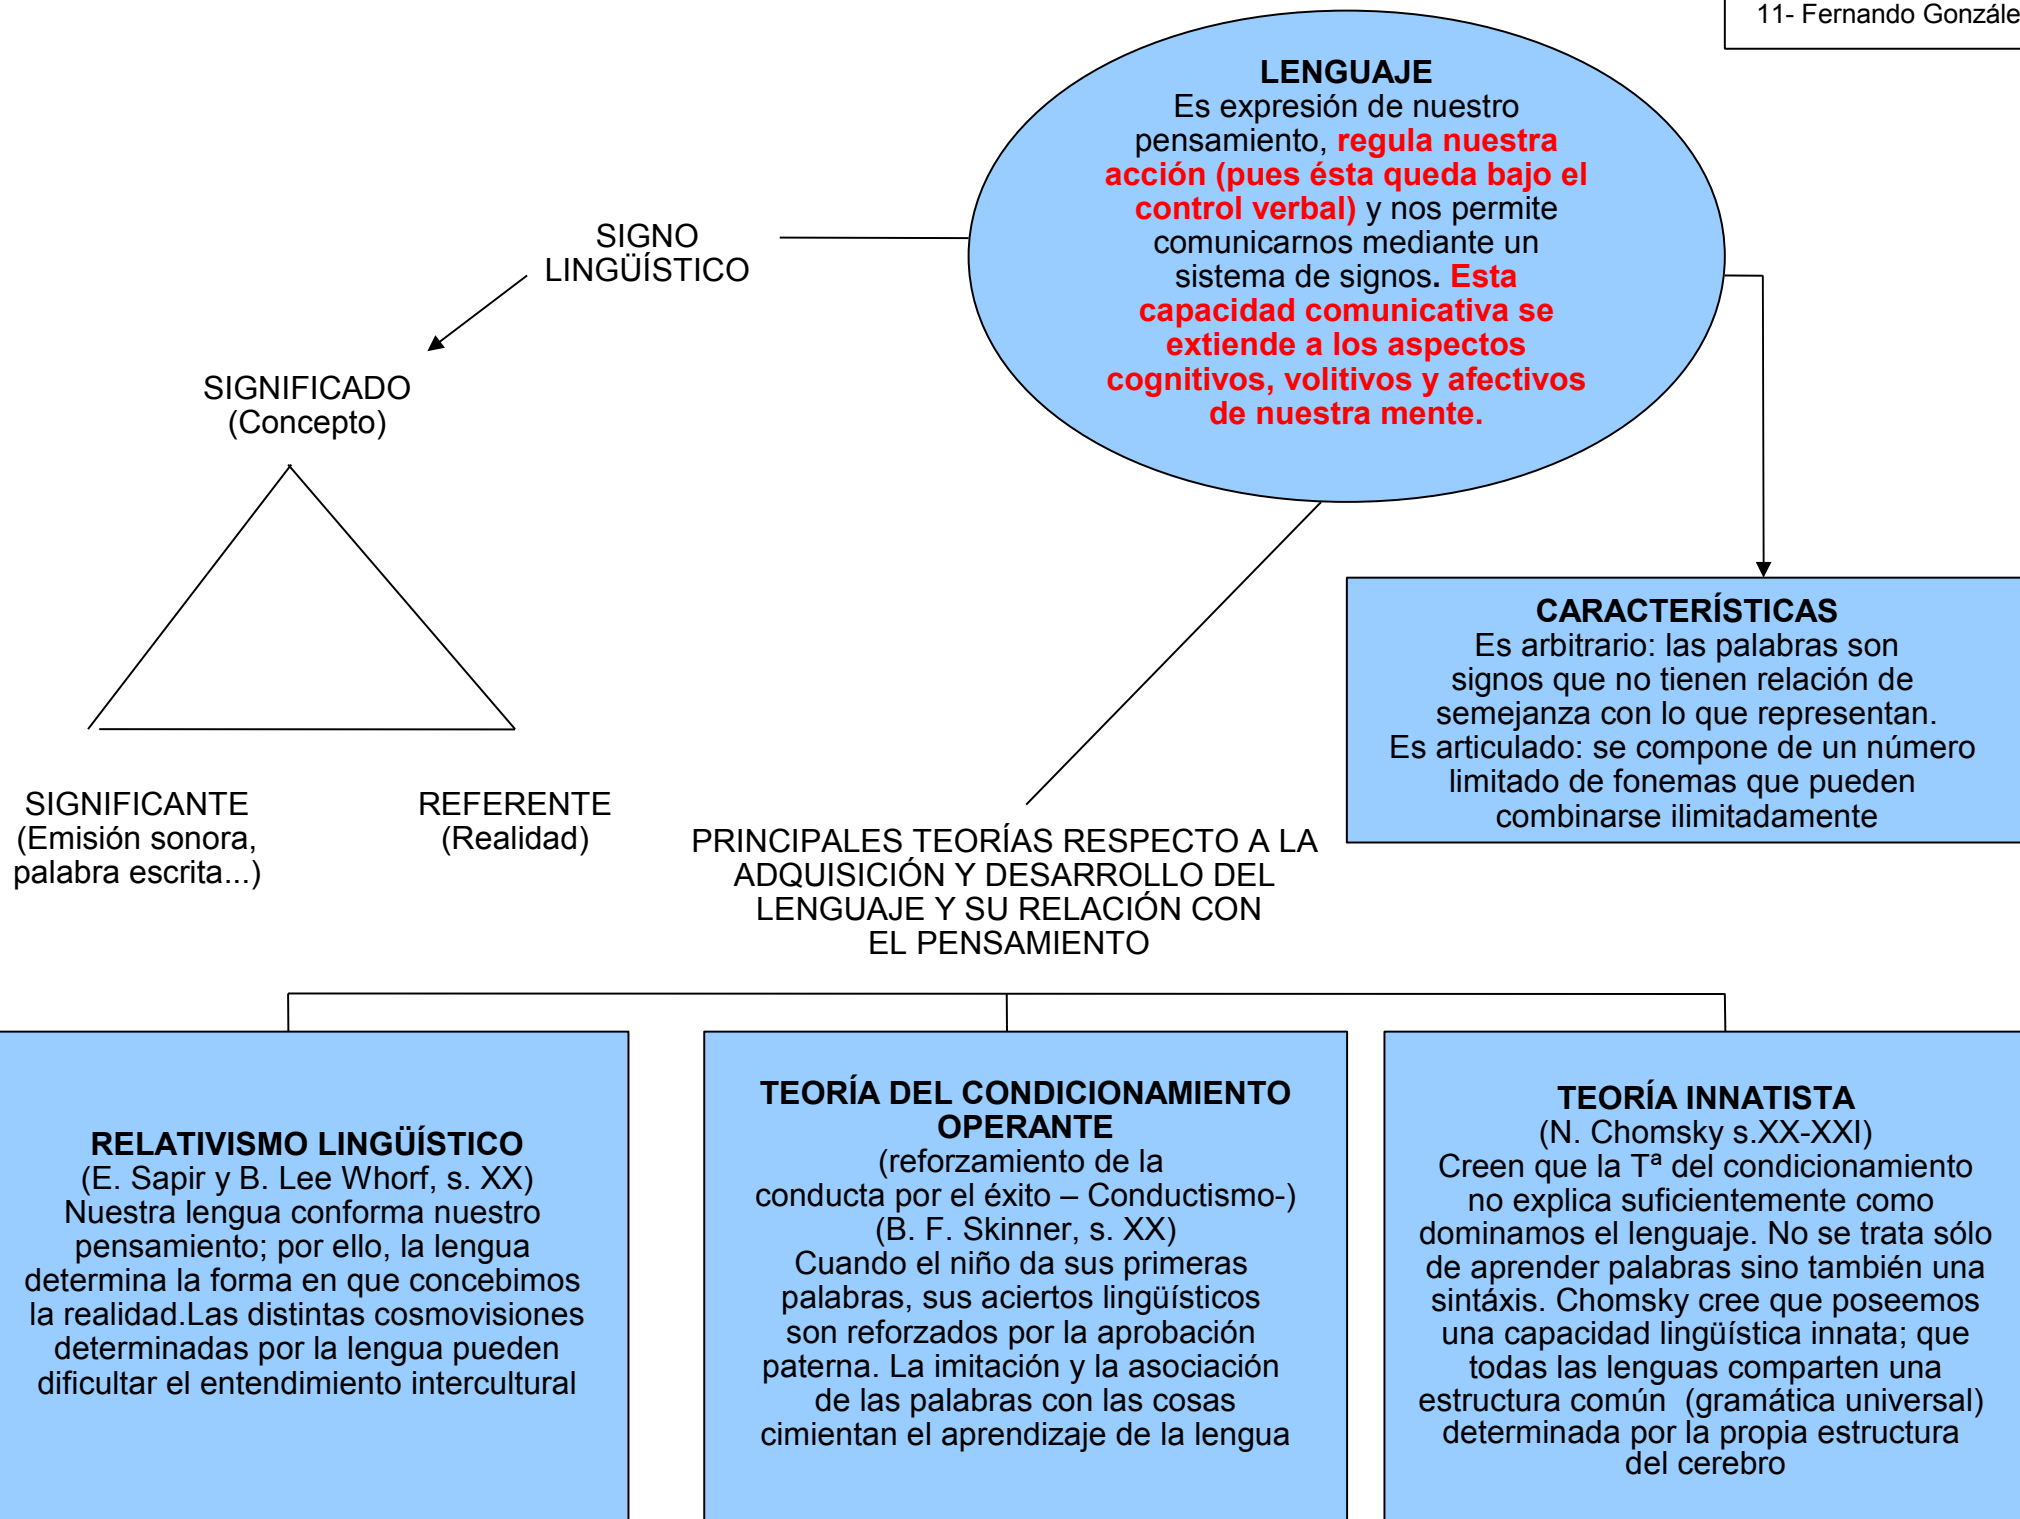 11- Fernando
LENGUAJE
Es expresión de nuestro
pensamiento, regula nuestra
acción (pues ésta queda bajo el
control verbal) y nos permite
comunicarnos mediante un
sistema de signos. Esta
capacidad comunicativa se
extiende a los aspectos
cognitivos, volitivos y afectivos
de nuestra mente.
SIGNO
LINGÜÍSTICO
SIGNIFICADO
(Concepto)
SIGNIFICANTE
(Emisión sonora,
palabra escrita...)
REFERENTE
(Realidad)
CARACTERÍSTICAS
Es arbitrario: las palabras son
signos que no tienen relación de
semejanza con lo que representan.
Es articulado: se compone de un número
limitado de fonemas que pueden
combinarse ilimitadamente
PRINCIPALES TEORÍAS RESPECTO A LA
ADQUISICIÓN Y DESARROLLO DEL
LENGUAJE Y SU RELACIÓN CON
EL PENSAMIENTO
RELATIVISMO LINGÜÍSTICO
(E. Sapir y B. Lee Whorf, s. XX)
Nuestra lengua conforma nuestro
pensamiento; por ello, la lengua
determina la forma en que concebimos
la realidad.Las distintas cosmovisiones
determinadas por la lengua pueden
dificultar el entendimiento intercultural
TEORÍA DEL CONDICIONAMIENTO
OPERANTE
(reforzamiento de la
conducta por el éxito – Conductismo-)
(B. F. Skinner, s. XX)
Cuando el niño da sus primeras
palabras, sus aciertos lingüísticos
son reforzados por la aprobación
paterna. La imitación y la asociación
de las palabras con las cosas
cimientan el aprendizaje de la lengua
TEORÍA INNATISTA
(N. Chomsky s.XX-XXI)
Creen que la Tª del condicionamiento
no explica suficientemente como
dominamos el lenguaje. No se trata sólo
de aprender palabras sino también una
sintáxis. Chomsky cree que poseemos
una capacidad lingüística innata; que
todas las lenguas comparten una
estructura común  (gramática universal)
determinada por la propia estructura
del cerebro